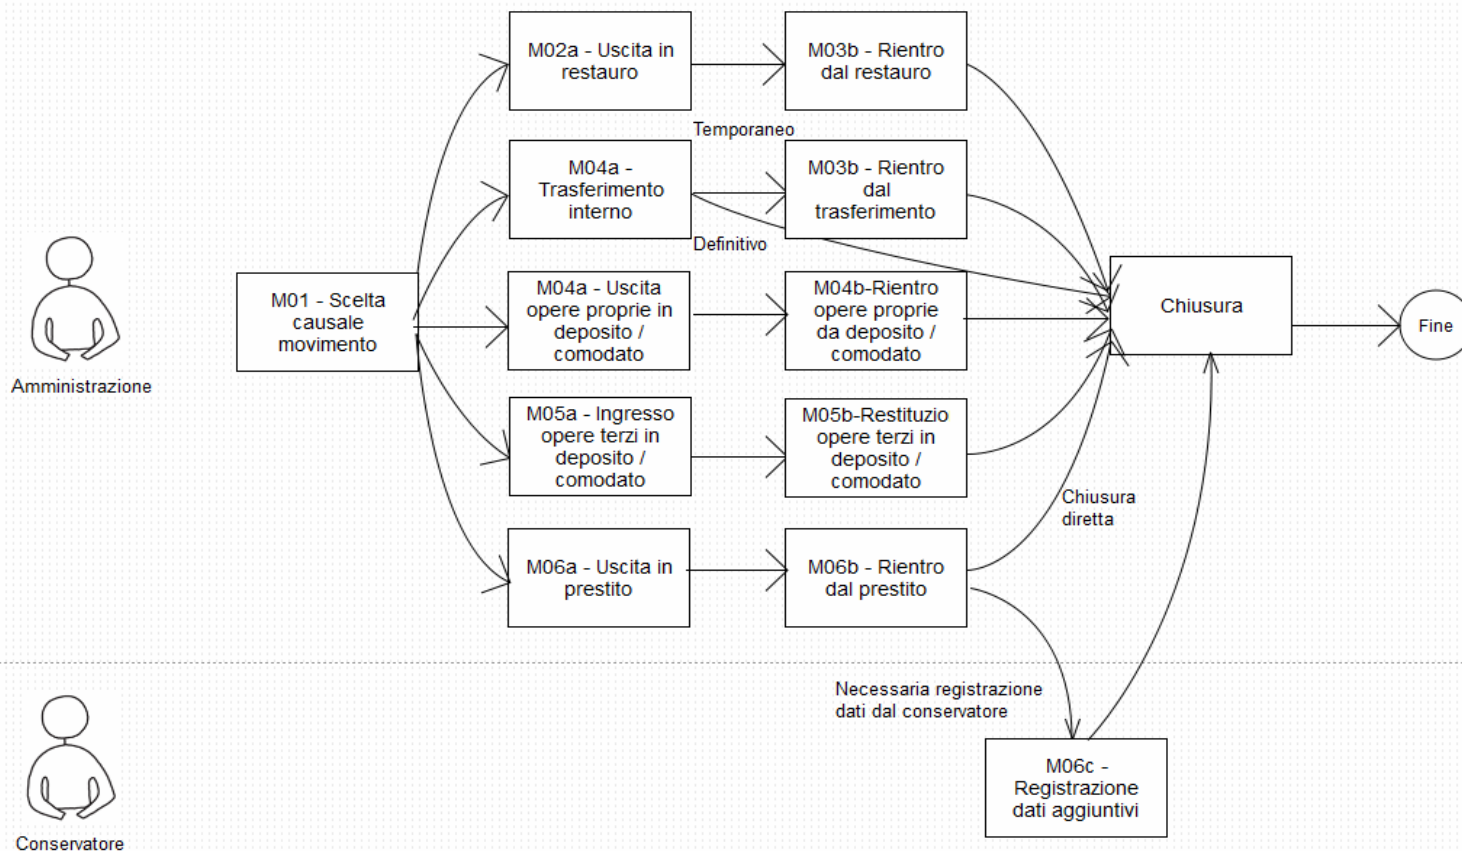 M02a - Uscita in
restauro
M03b - Rientro
dal restauro
Temporaneo
M04a -
Trasferimento
interno
M03b - Rientro
dal
trasferimento
Definitivo
Amministrazione
M01 - Scelta
causale
movimento
M04a - Uscita
opere proprie in
deposito /
comodato
M04b-Rientro
opere proprie
da deposito /
comodato
Chiusura
Fine
M05a - Ingresso
opere terzi in
deposito /
comodato
M05b-Restituzio
opere terzi in
deposito /
comodato
Chiusura
diretta
M06a - Uscita in
prestito
M06b - Rientro
dal prestito
Necessaria registrazione
dati dal conservatore
M06c -
Registrazione
dati aggiuntivi
Conservatore